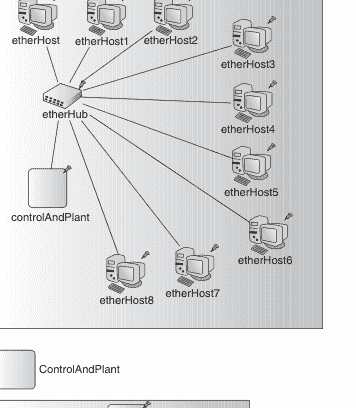 etherHost etherHost1 etherHost2
etherHost3
etherHub
etherHost4
etherHost5
controlAndPlant
etherHost6
etherHost8 etherHost7
ControlAndPlant